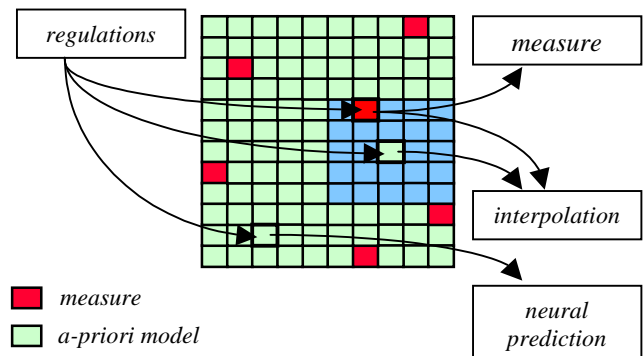 regulations
measure
interpolation
measure
a-priori model
neural
prediction